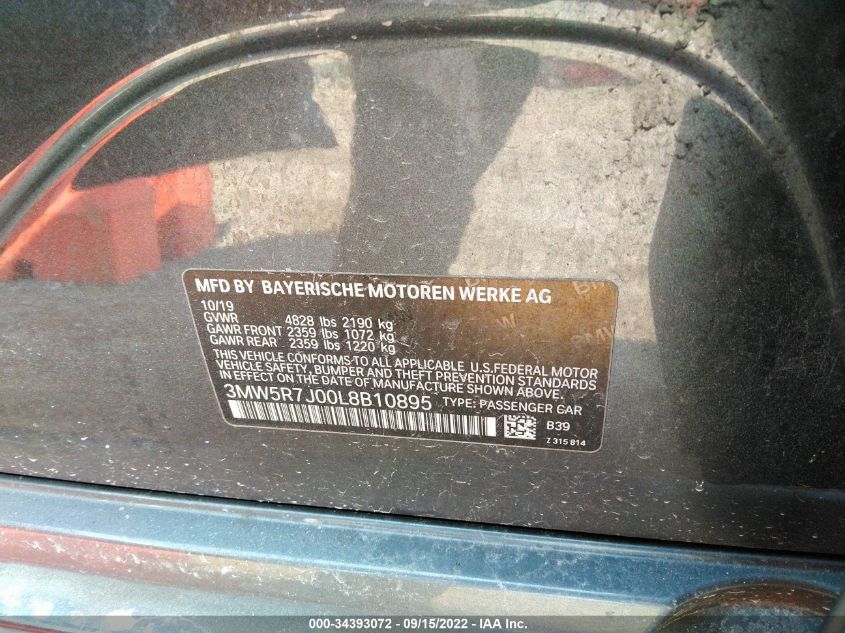 MFD BY BAYERISCHE MOTOREN WERKE AG
10/19
GVWR 4828 lbs 2190 kg
GAWR FRONT 2359 lbs 1072 kg
GAWR REAR 2359 lbs 1220 kg
THIS VEHICLE CONFORMS TO ALL APPLICABLE U.S.FEDERAL MOTOR
VEHICLE SAFETY, BUMPER AND THEFT PREVENTION STANDARDS
IN EFFECT ON THE DATE OF MANUFACTURE SHOWN ABOVE.
3MW5R7J00L8B10895 TYPE: PASSENGER CAR
B39
7 315 814
000-34393072 - 09/15/2022 - IAA Inc.